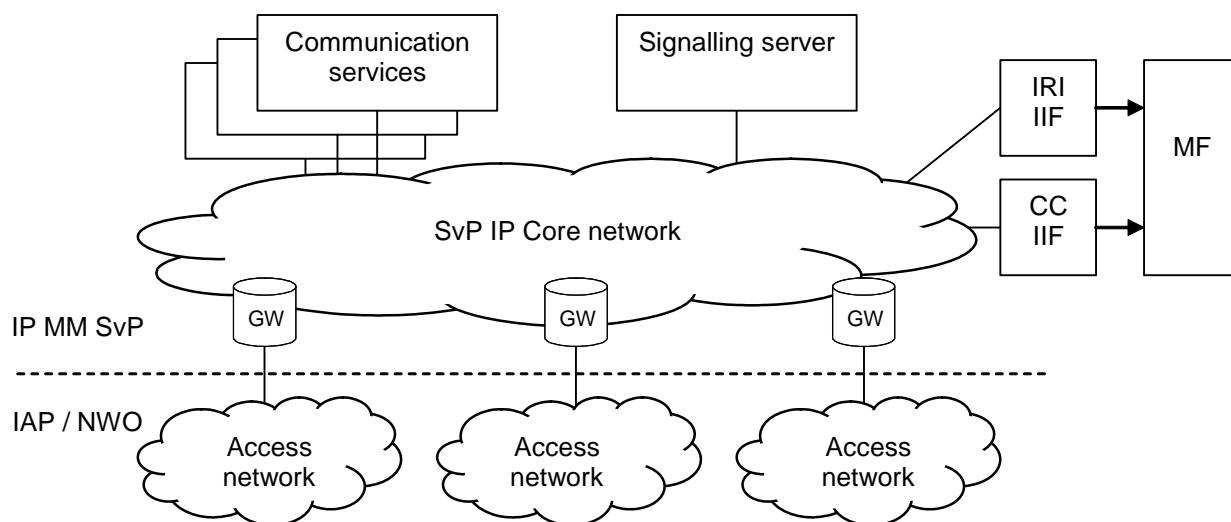 Communication
services
Signalling server
IRI
IIF
MF
SvP IP Core network
CC
IIF
GW
GW
GW
IP MM SvP
IAP / NWO
Access
network
Access
network
Access
network